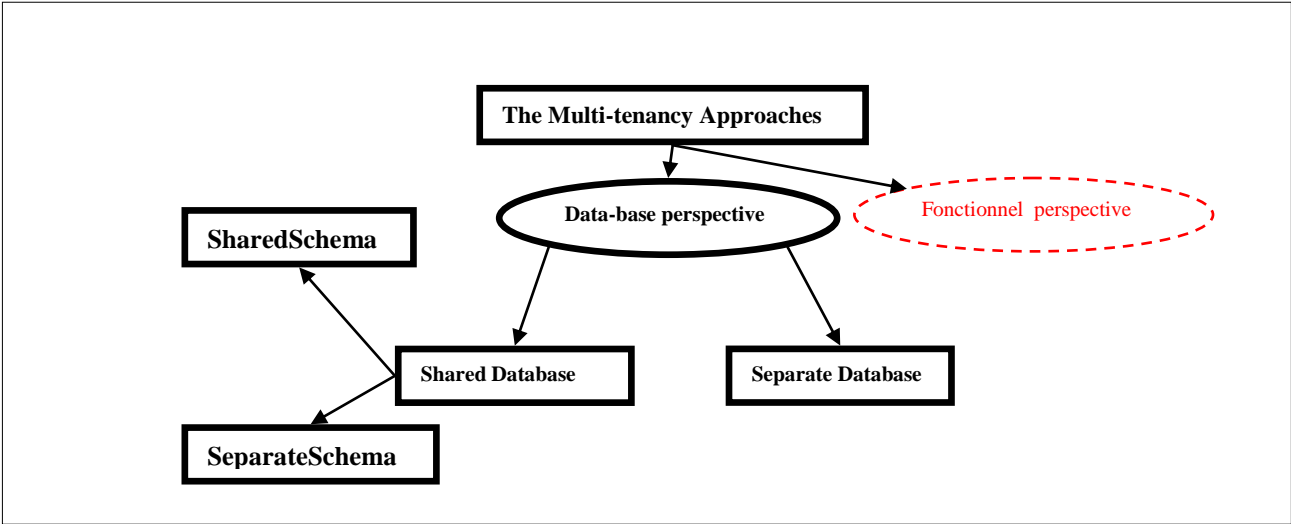 The Multi-tenancy Approaches
Data-base perspective
Fonctionnel perspective
SharedSchema
Shared Database
Separate Database
SeparateSchema